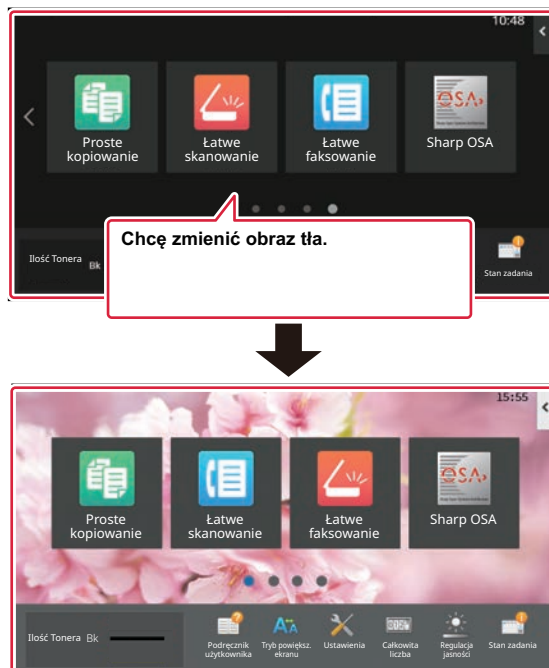 10:48
Proste
kopiowanie
Łatwe
skanowanie
Łatwe
faksowanie
OSA
Sharp OSA
Chcę zmienić obraz tła.
Ilość Tonera
Bk
Stan zadania
15:55
Proste
kopiowanie
Łatwe
skanowanie
Łatwe
faksowanie
OSA
Sharp OSA
Ilość Tonera Bk
Podręcznik
użytkownika
Tryb powiększ.
ekranu
Ustawienia
Całkowita
liczba
Regulacja
jasności
Stan zadania